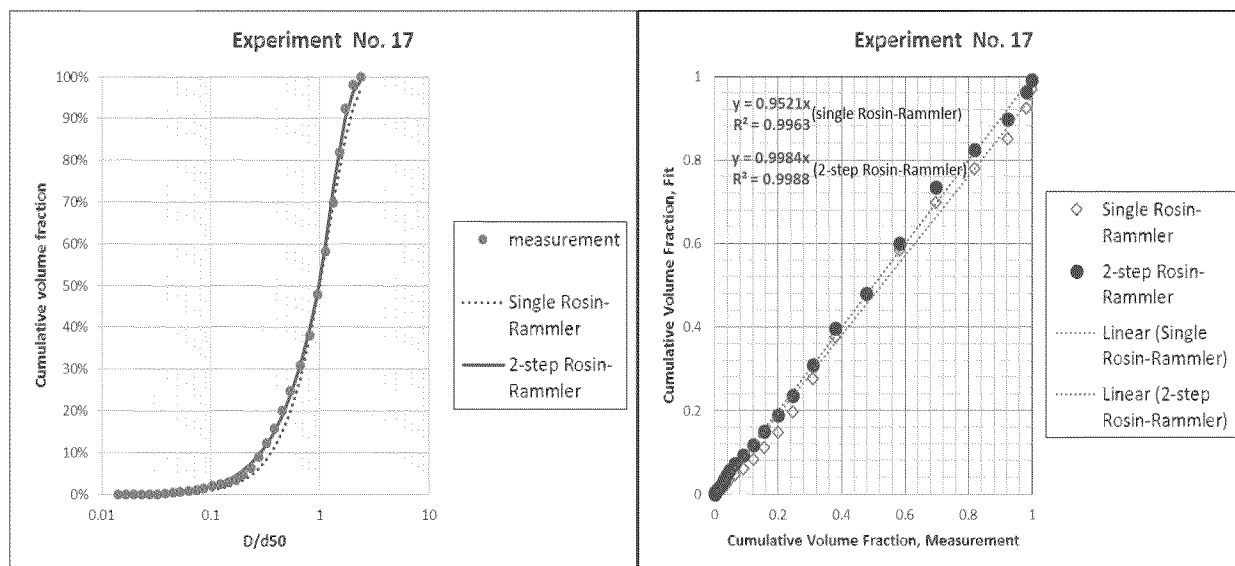 Experiment No. 17
100%
90%
80%
70%
60%
50%
40%
30%
20%
10%
0%
0.01
0.1
1
10
Cumulative volume fraction
D/d50
measurement
Single Rosin-
Rammler
2-step Rosin-
Rammler
Experiment No. 17
1
0.8
0.6
0.4
0.2
0
0
0.2
0.4
0.6
0.8
1
Cumulative Volume Fraction, Fit
Cumulative Volume Fraction, Measurement
y = 0.9521x
R² = 0.9963
(single Rosin-Rammler)
y = 0.9984x
R² = 0.9988
(2-step Rosin-Rammler)
Single Rosin-
Rammler
2-step Rosin-
Rammler
Linear (Single
Rosin-Rammler)
Linear (2-step
Rosin-Rammler)